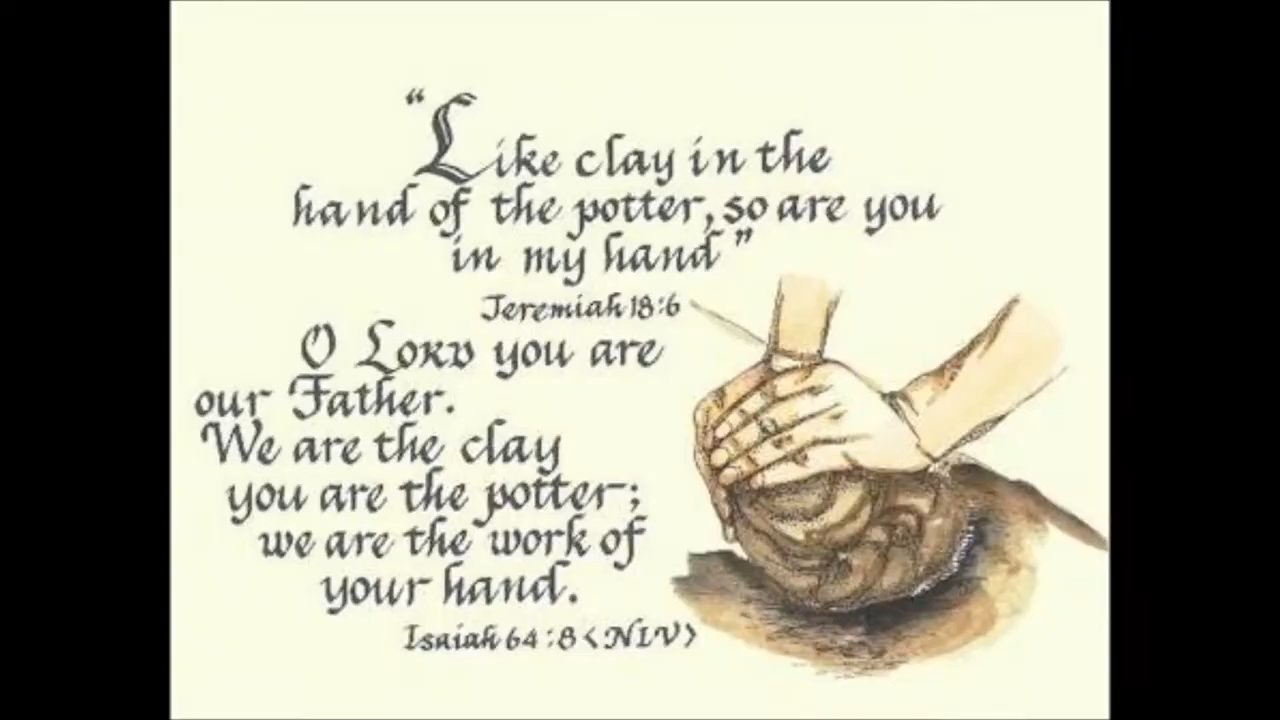 "Like clay in the
hand of the potter, so are you
in my hand"
Jeremiah 18:6
O LORD you are
our Father.
We are the clay
you are the potter;
we are the work of
your hand.
Isaiah 64:8 <NIV>